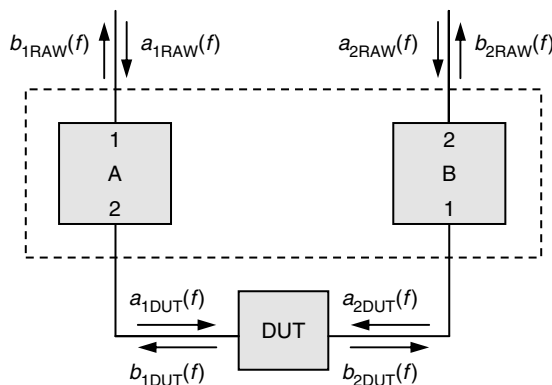 b1RAW(f) a1RAW(f) a2RAW(f) b2RAW(f)
1 2
A B
2 1
a1DUT(f) DUT a2DUT(f)
b1DUT(f) b2DUT(f)